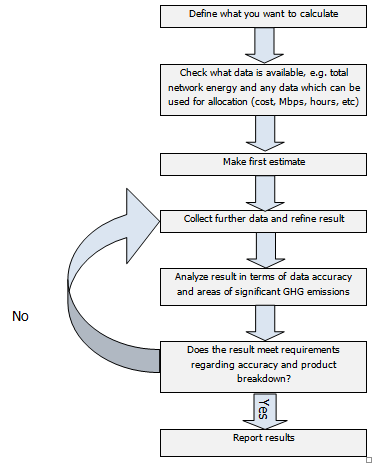 Define what you want to calculate
Check what data is available, e.g. total
network energy and any data which can be
used for allocation (cost, Mbps, hours, etc)
Make first estimate
Collect further data and refine result
Analyze result in terms of data accuracy
and areas of significant GHG emissions
No
Does the result meet requirements
regarding accuracy and product
breakdown?
Yes
Report results